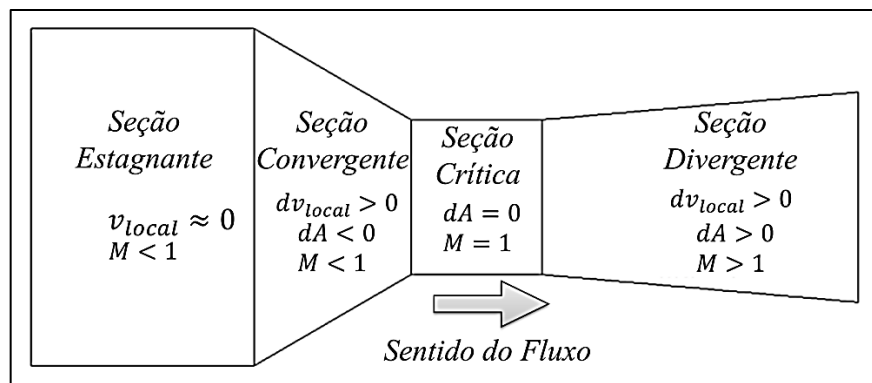 Seção
Estagnante
v_local ≈ 0
M < 1
Seção
Convergente
dv_local > 0
dA < 0
M < 1
Seção
Crítica
dA = 0
M = 1
Seção
Divergente
dv_local > 0
dA > 0
M > 1
Sentido do Fluxo